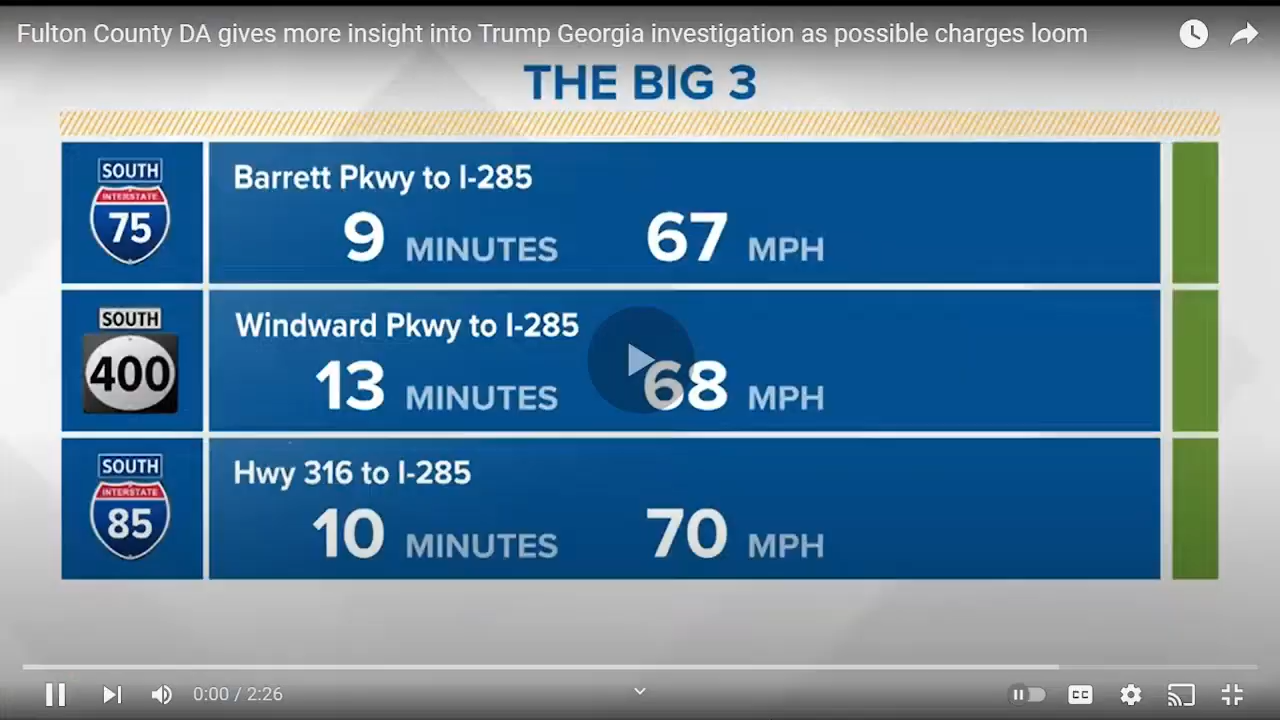 Fulton County DA gives more insight into Trump Georgia investigation as possible charges loom
THE BIG 3
SOUTH
INTERSTATE
75
Barrett Pkwy to I-285
9 MINUTES 67 MPH
SOUTH
400
Windward Pkwy to I-285
13 MINUTES 68 MPH
SOUTH
INTERSTATE
85
Hwy 316 to I-285
10 MINUTES 70 MPH
0:00 / 2:26
CC